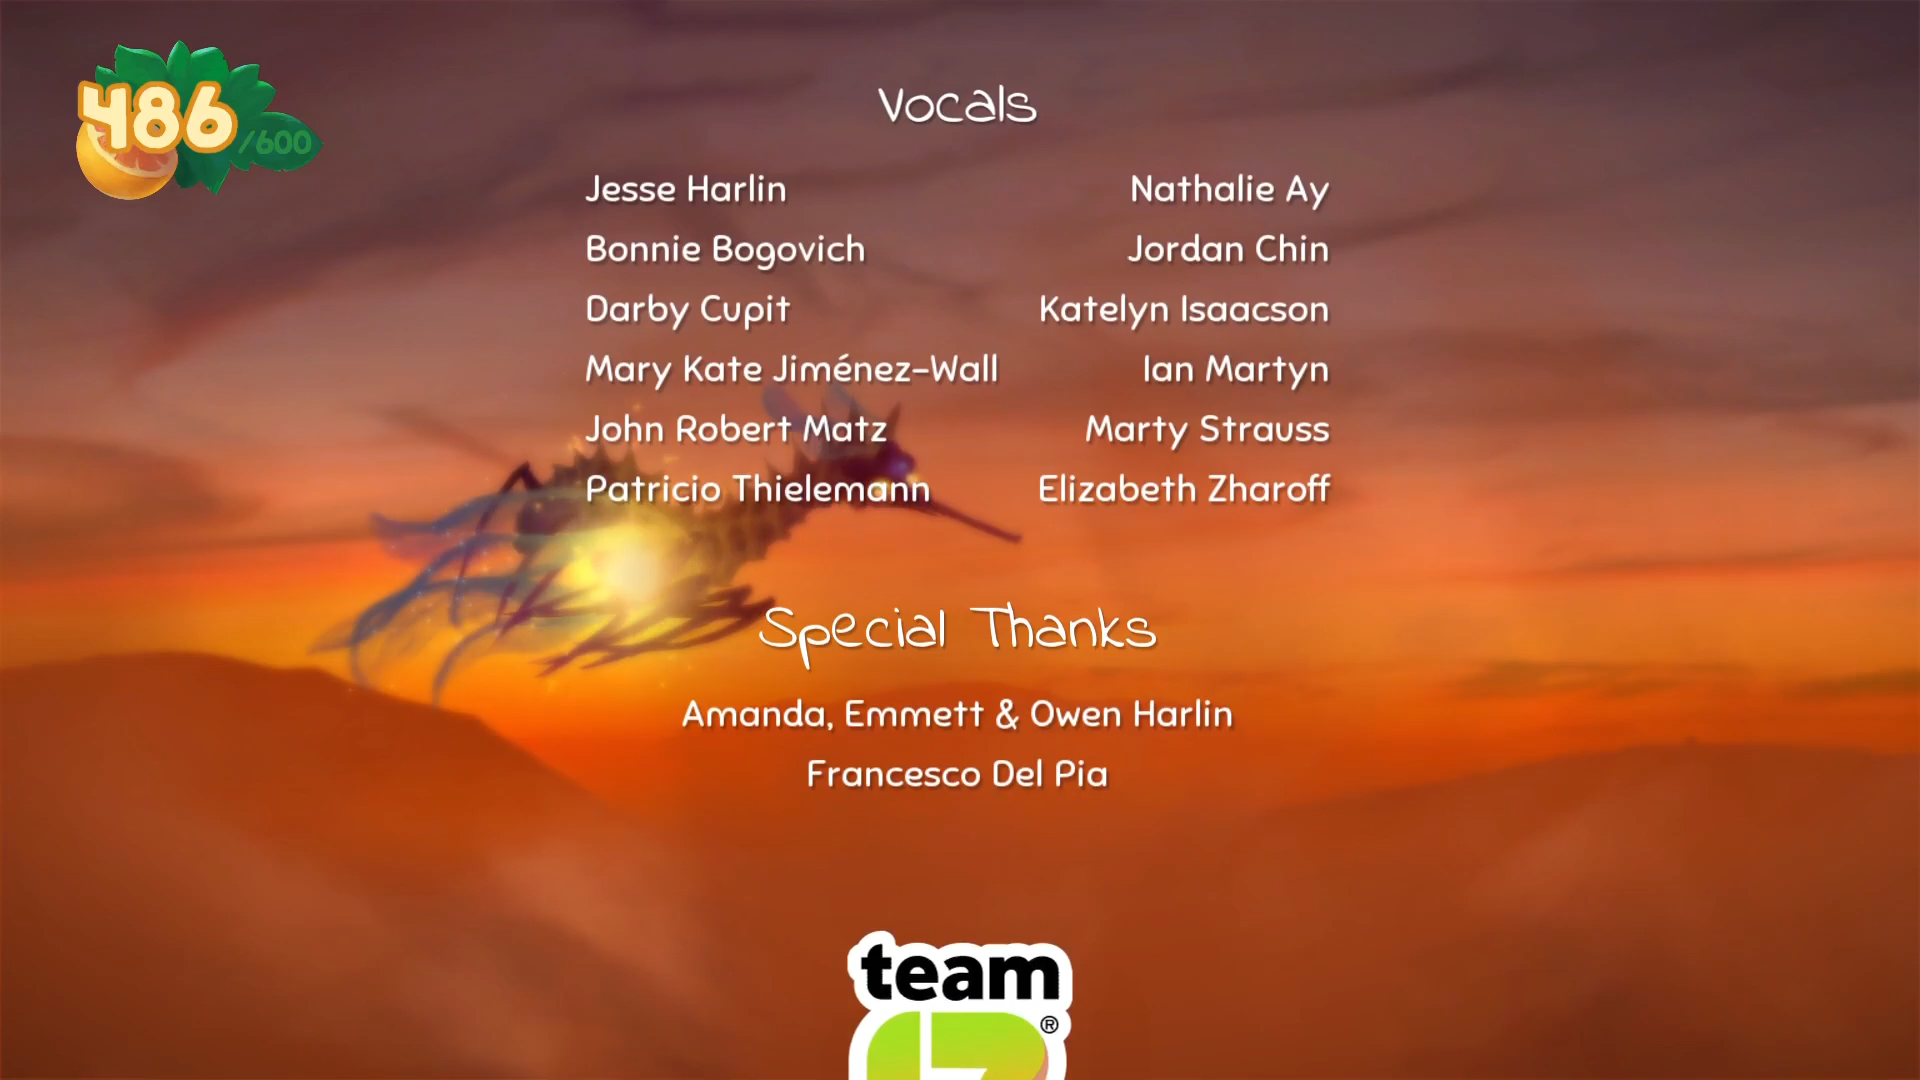 486/600
Vocals
Jesse Harlin Nathalie Ay
Bonnie Bogovich Jordan Chin
Darby Cupit Katelyn Isaacson
Mary Kate Jiménez-Wall Ian Martyn
John Robert Matz Marty Strauss
Patricio Thielemann Elizabeth Zharoff
Special Thanks
Amanda, Emmett & Owen Harlin
Francesco Del Pia
team
®